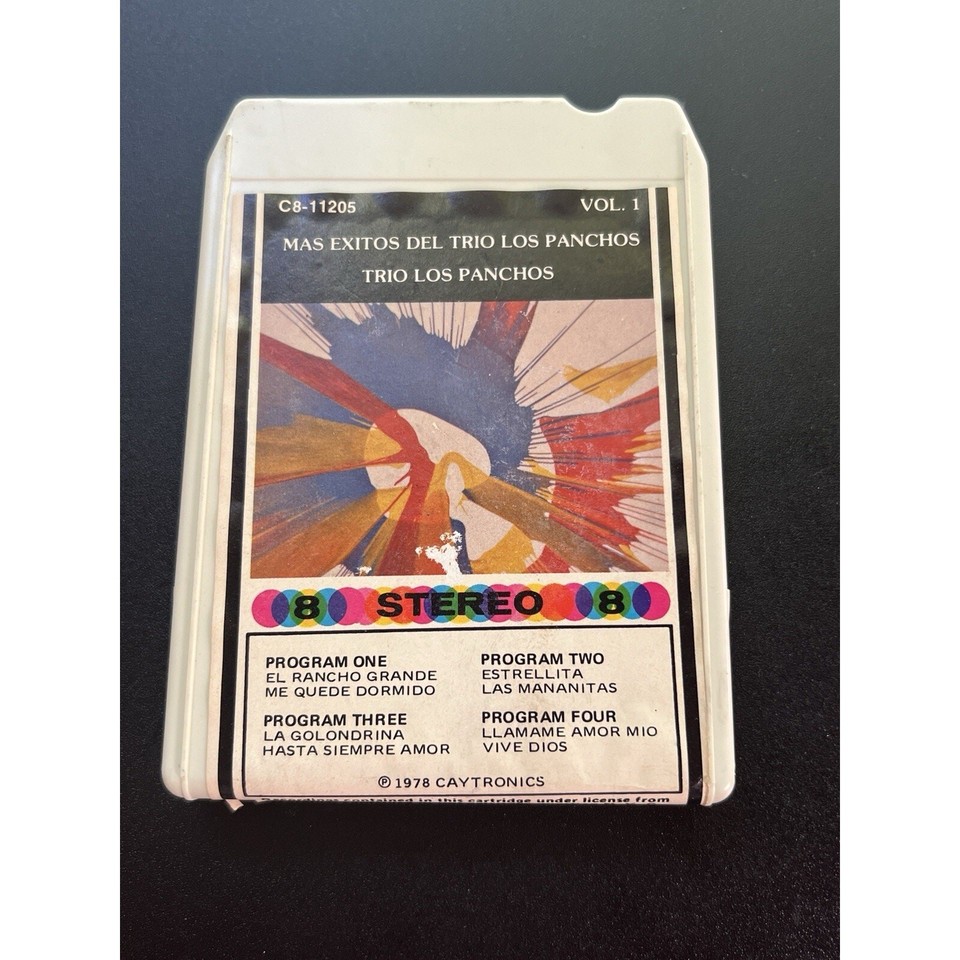 C8-11205 VOL. 1
MAS EXITOS DEL TRIO LOS PANCHOS
TRIO LOS PANCHOS
8 STEREO 8
PROGRAM ONE
EL RANCHO GRANDE
ME QUEDE DORMIDO
PROGRAM TWO
ESTRELLITA
LAS MANANITAS
PROGRAM THREE
LA GOLONDRINA
HASTA SIEMPRE AMOR
PROGRAM FOUR
LLAMAME AMOR MIO
VIVE DIOS
℗ 1978 CAYTRONICS
contained in this cartridge under license from